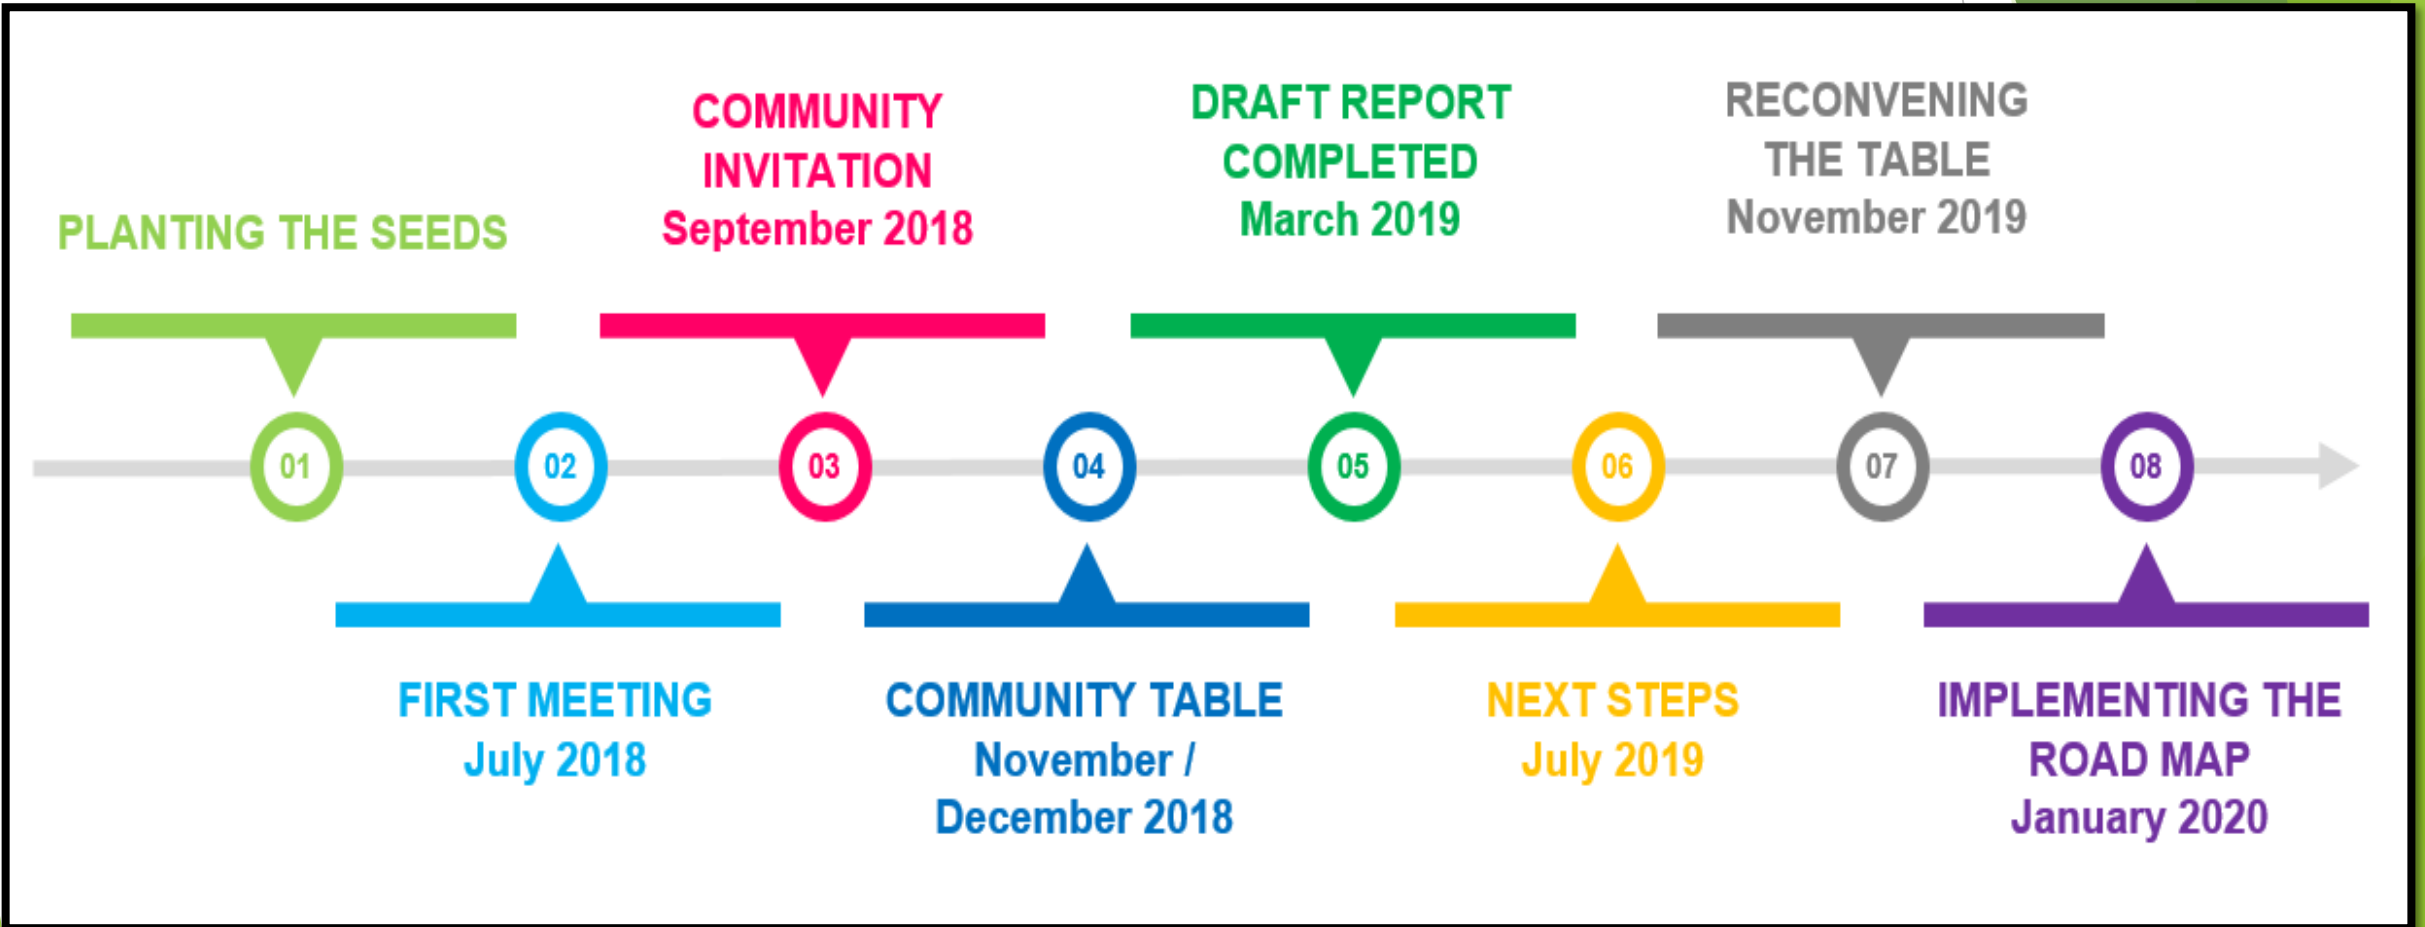 PLANTING THE SEEDS
COMMUNITY
INVITATION
September 2018
DRAFT REPORT
COMPLETED
March 2019
RECONVENING
THE TABLE
November 2019
01
02
03
04
05
06
07
08
FIRST MEETING
July 2018
COMMUNITY TABLE
November /
December 2018
NEXT STEPS
July 2019
IMPLEMENTING THE
ROAD MAP
January 2020